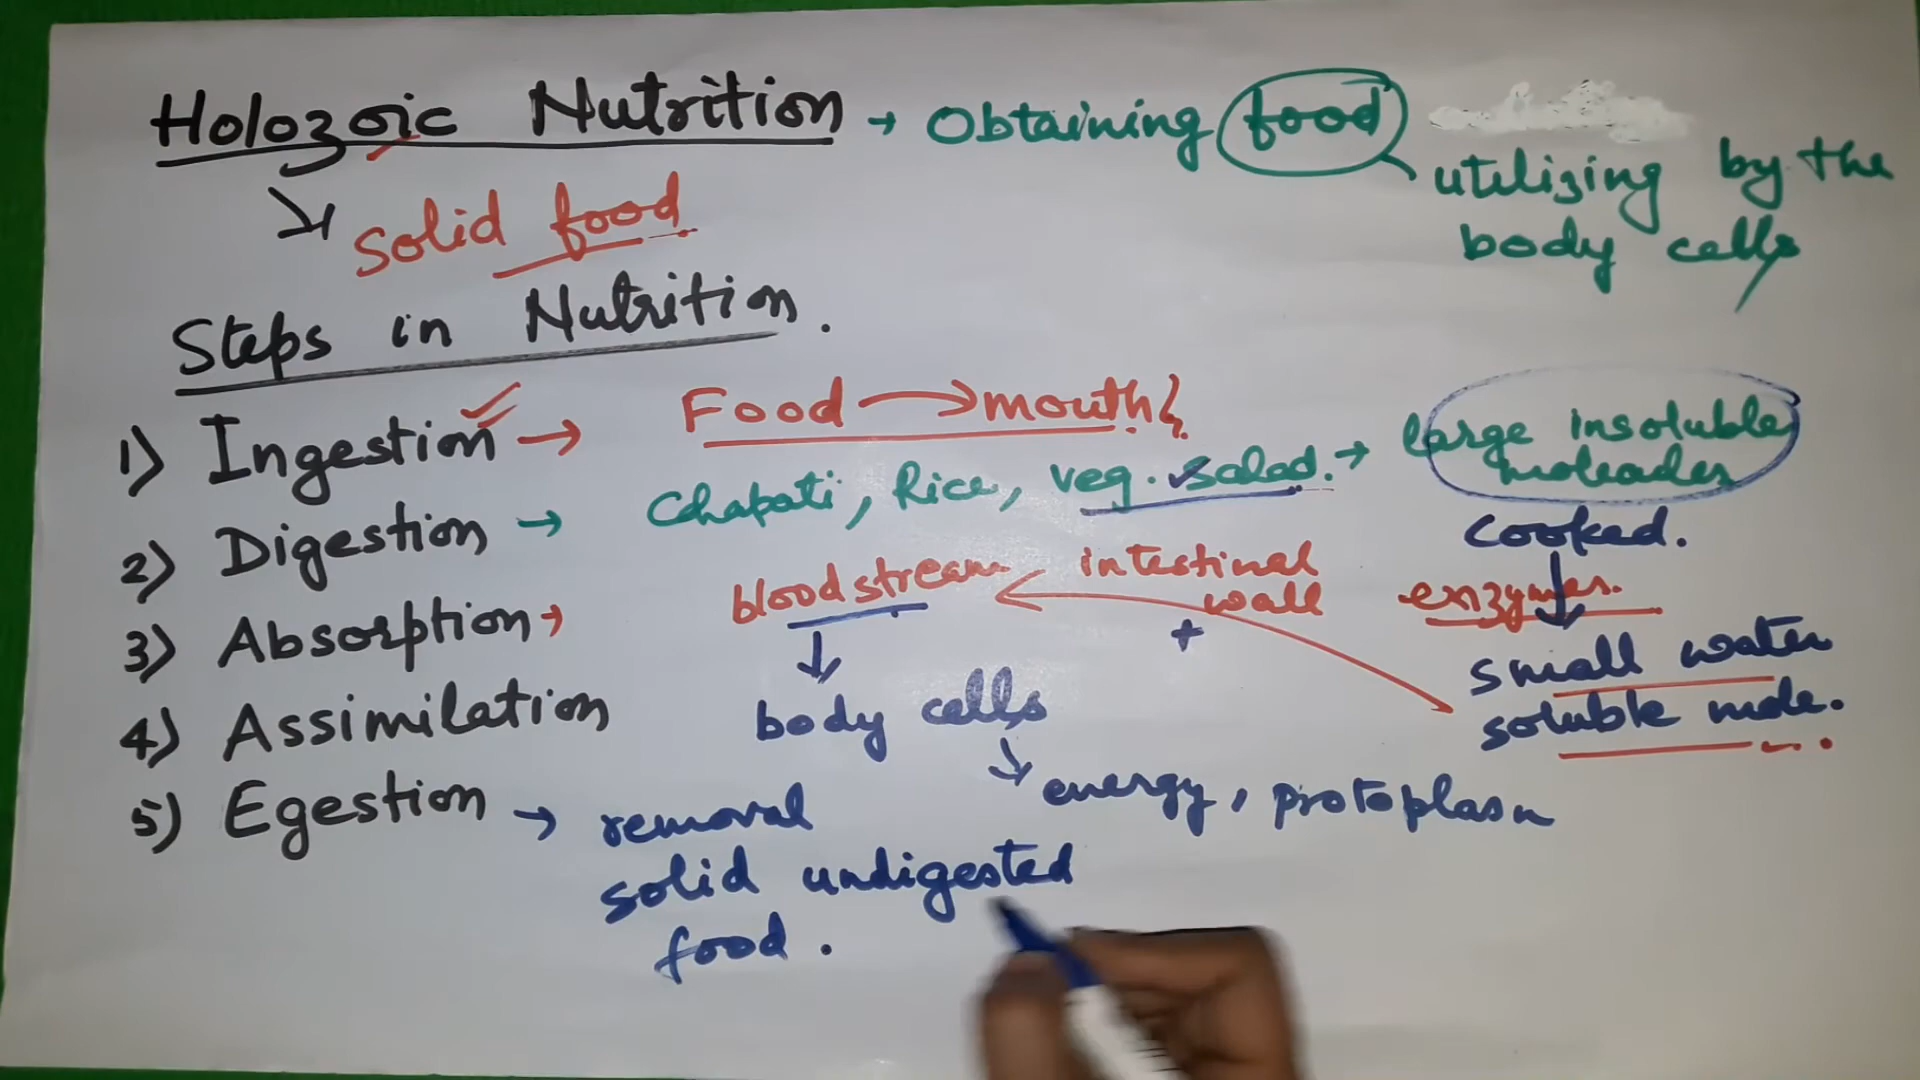 Holozoic Nutrition → Obtaining food
utilizing by the
body cells
solid food
Steps in Nutrition.
1) Ingestion → Food → mouth
2) Digestion → Chapati, Rice, veg. salad. → large insoluble
molecules
cooked.
enzymes.
small water
soluble mole.
3) Absorption → bloodstream ← intestinal
wall
+
4) Assimilation
body cells
energy, protoplasm
5) Egestion → removal
solid undigested
food.